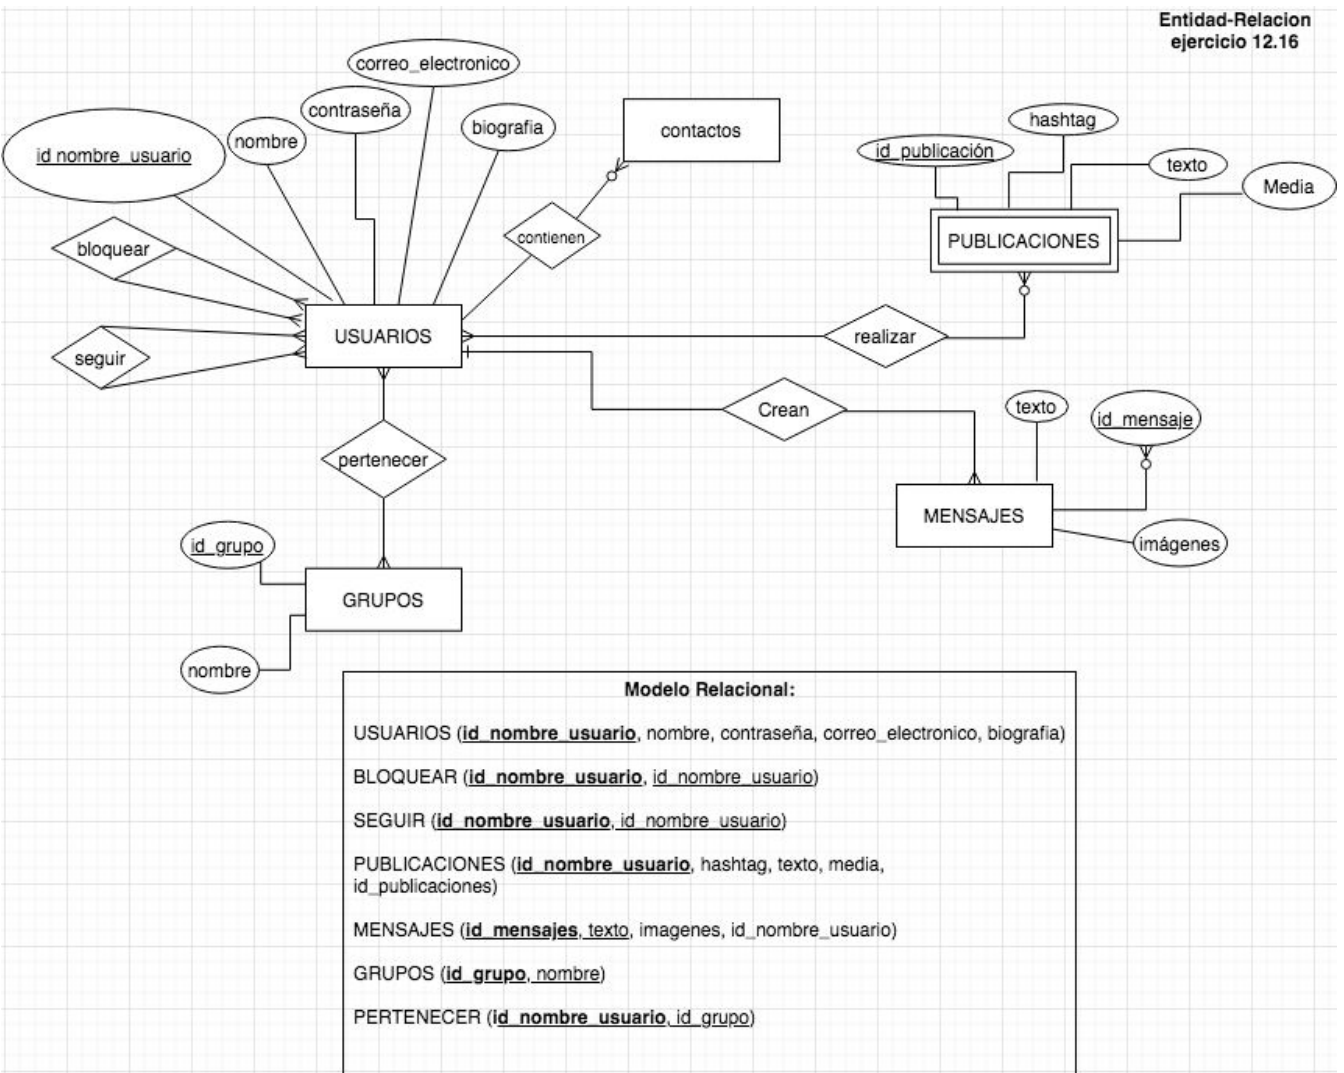 Entidad-Relacion
ejercicio 12.16
correo_electronico
contraseña
nombre
biografia
id nombre_usuario
contactos
hashtag
id_publicación
texto
Media
bloquear
contienen
PUBLICACIONES
USUARIOS
realizar
seguir
Crean
texto
id_mensaje
pertenecer
MENSAJES
imágenes
id_grupo
GRUPOS
nombre
Modelo Relacional:
USUARIOS (id_nombre_usuario, nombre, contraseña, correo_electronico, biografia)
BLOQUEAR (id_nombre_usuario, id_nombre_usuario)
SEGUIR (id_nombre_usuario, id_nombre_usuario)
PUBLICACIONES (id_nombre_usuario, hashtag, texto, media,
id_publicaciones)
MENSAJES (id_mensajes, texto, imagenes, id_nombre_usuario)
GRUPOS (id_grupo, nombre)
PERTENECER (id_nombre_usuario, id_grupo)